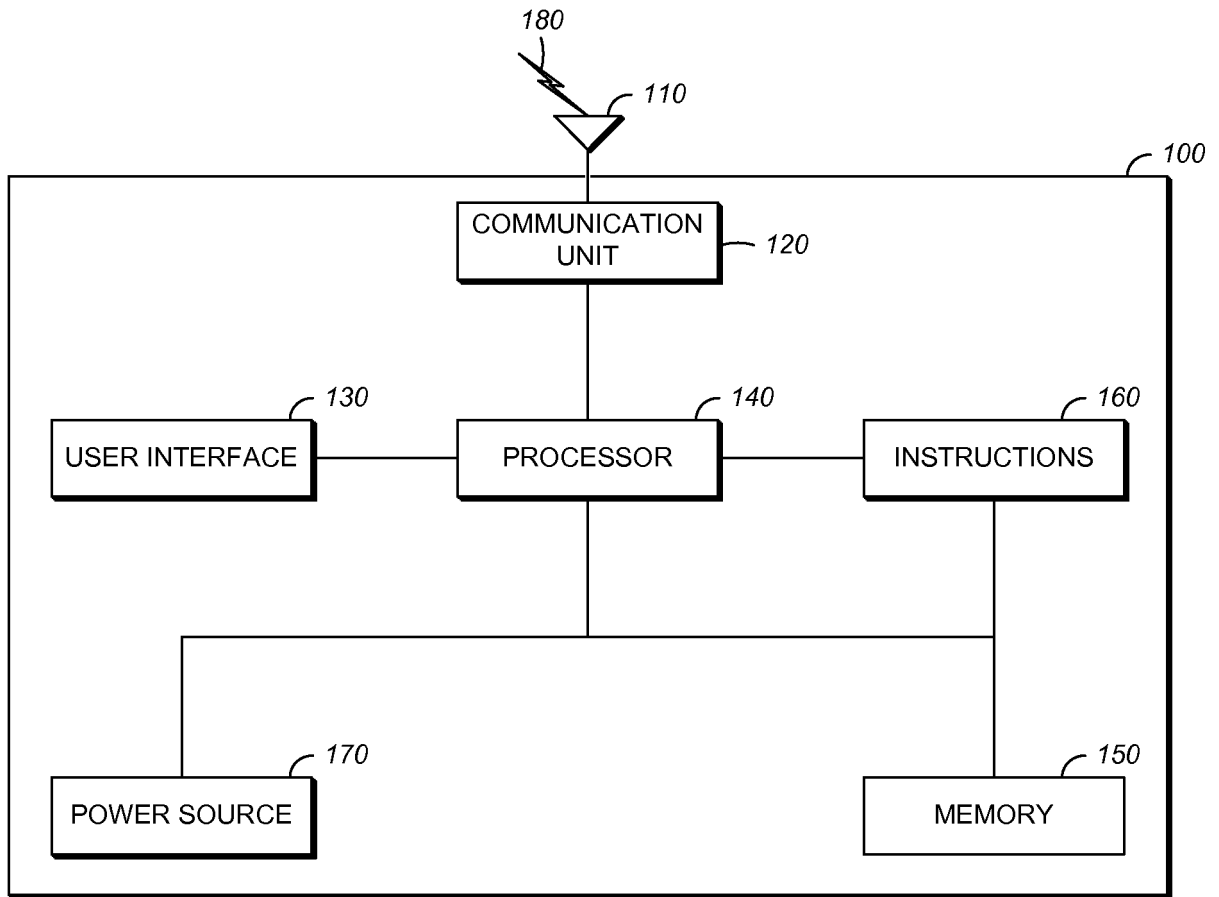 180
110
100
COMMUNICATION
UNIT
120
130
140
160
USER INTERFACE
PROCESSOR
INSTRUCTIONS
170
150
POWER SOURCE
MEMORY